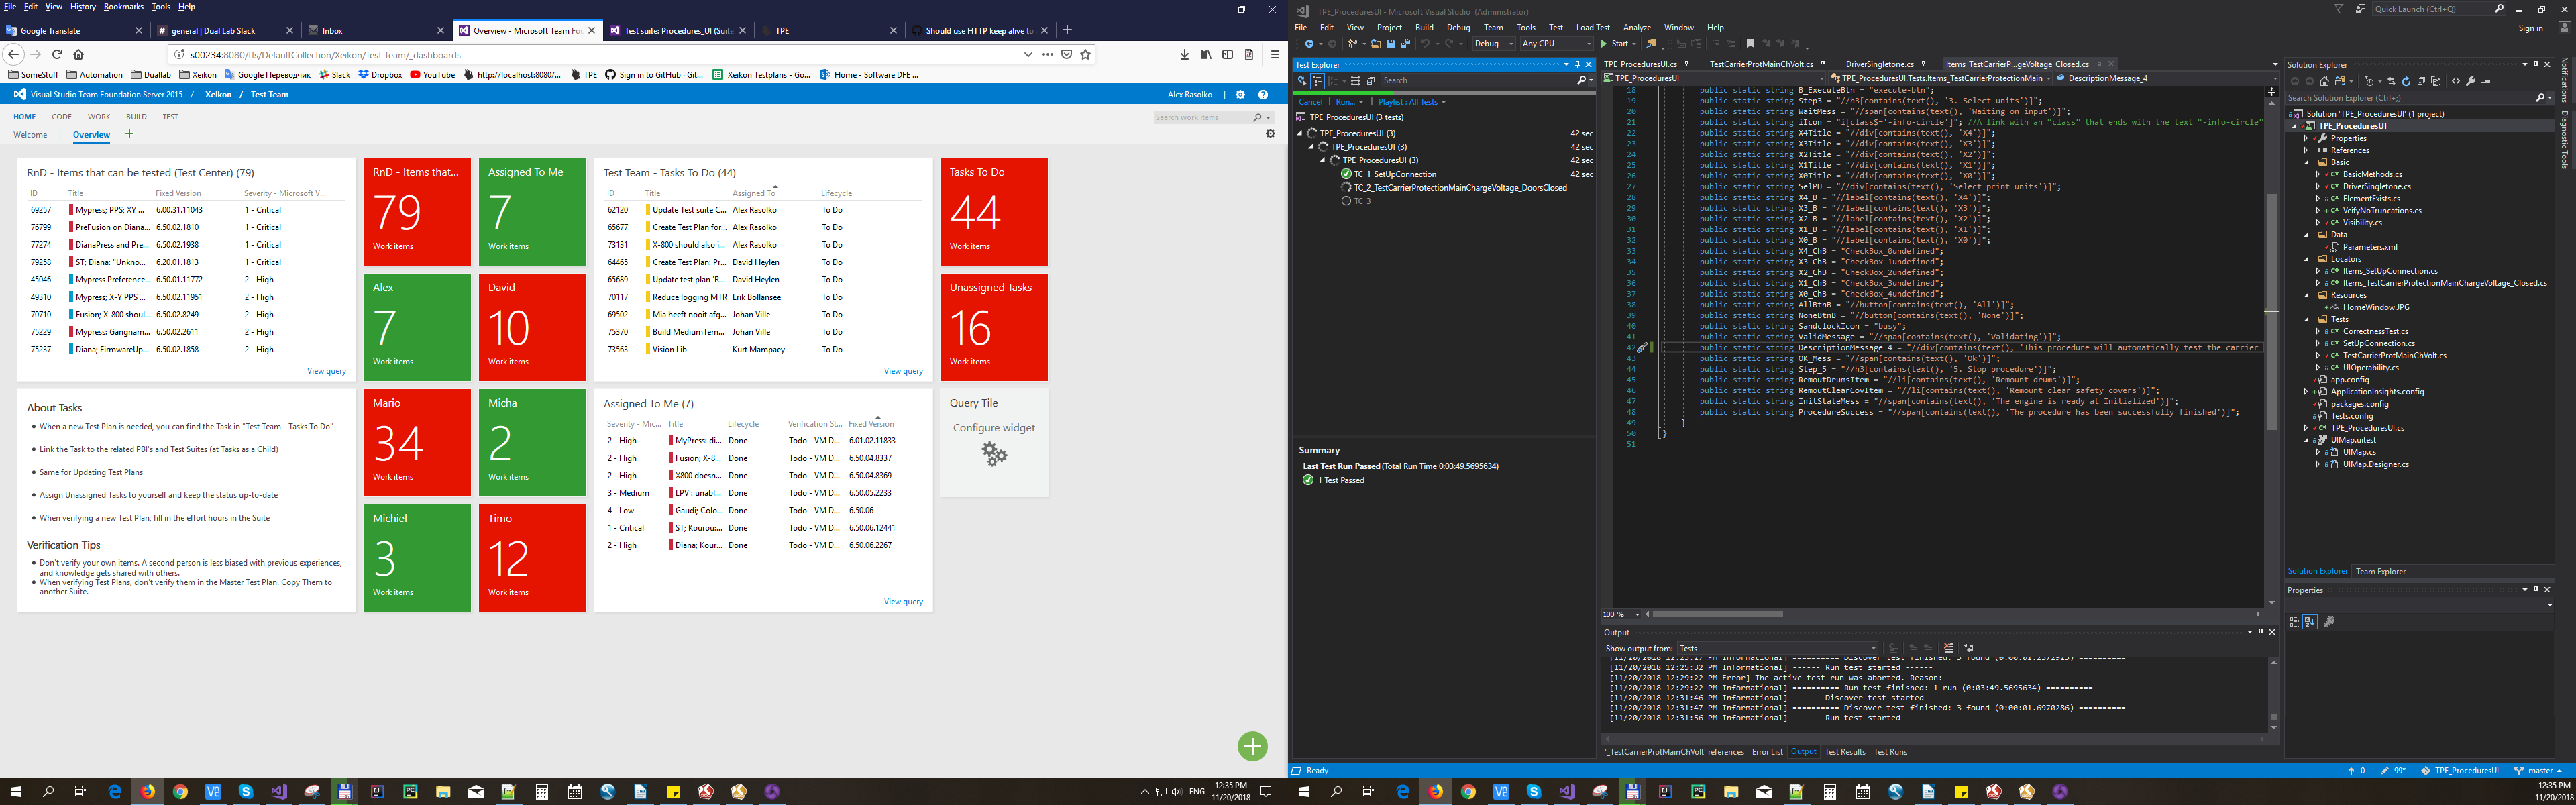 File Edit View History Bookmarks Tools Help
Google Translate
general | Dual Lab Slack
Inbox
Overview - Microsoft Team Fou
Test suite: Procedures_UI (Suite
TPE
Should use HTTP keep alive to
s00234:8080/tfs/DefaultCollection/Xeikon/Test Team/_dashboards
SomeStuff Automation Duallab Xeikon Google Переводчик Slack Dropbox YouTube http://localhost:8080/... TPE Sign in to GitHub · Git... Xeikon Testplans - Go... Home - Software DFE ...
Visual Studio Team Foundation Server 2015 / Xeikon / Test Team
Alex Rasolko
HOME CODE WORK BUILD TEST
Search work items
Welcome Overview
RnD - Items that can be tested (Test Center) (79)
ID Title Fixed Version Severity - Microsoft V...
69257 Mypress; PPS; XY ... 6.00.31.11043 1 - Critical
76799 PreFusion on Diana... 6.50.02.1810 1 - Critical
77274 DianaPress and Pre... 6.50.02.1938 1 - Critical
79258 ST; Diana: "Unkno... 6.20.01.1813 1 - Critical
45046 Mypress Preference... 6.50.01.11772 2 - High
49310 Mypress; X-Y PPS ... 6.50.02.11951 2 - High
70710 Fusion; X-800 shoul... 6.50.02.8249 2 - High
75229 Mypress: Gangnam... 6.50.02.2611 2 - High
75237 Diana; FirmwareUp... 6.50.02.1858 2 - High
View query
RnD - Items that...
79
Work items
Assigned To Me
7
Work items
Alex
7
Work items
David
10
Work items
Test Team - Tasks To Do (44)
ID Title Assigned To Lifecycle
62120 Update Test suite C... Alex Rasolko To Do
65677 Create Test Plan for... Alex Rasolko To Do
73131 X-800 should also i... Alex Rasolko To Do
64465 Create Test Plan: Pr... David Heylen To Do
65689 Update test plan 'R... David Heylen To Do
70117 Reduce logging MTR Erik Bollansee To Do
69502 Mia heeft nooit afg... Johan Ville To Do
75370 Build MediumTem... Johan Ville To Do
73563 Vision Lib Kurt Mampaey To Do
View query
Tasks To Do
44
Work items
Unassigned Tasks
16
Work items
About Tasks
When a new Test Plan is needed, you can find the Task in "Test Team - Tasks To Do"
Link the Task to the related PBI's and Test Suites (at Tasks as a Child)
Same for Updating Test Plans
Assign Unassigned Tasks to yourself and keep the status up-to-date
When verifying a new Test Plan, fill in the effort hours in the Suite
Verification Tips
Don't verify your own items. A second person is less biased with previous experiences,
and knowledge gets shared with others.
When verifying Test Plans, don't verify them in the Master Test Plan. Copy Them to
another Suite.
Mario
34
Work items
Micha
2
Work items
Michiel
3
Work items
Timo
12
Work items
Assigned To Me (7)
Severity - Mic... Title Lifecycle Verification St... Fixed Version
2 - High MyPress: di... Done Todo - VM D... 6.01.02.11833
2 - High Fusion; X-8... Done Todo - VM D... 6.50.04.8337
2 - High X800 doesn... Done Todo - VM D... 6.50.04.8369
3 - Medium LPV : unabl... Done Todo - VM D... 6.50.05.2233
4 - Low Gaudi; Colo... Done Todo - VM D... 6.50.06
1 - Critical ST; Kourou:... Done Todo - VM D... 6.50.06.12441
2 - High Diana; Kour... Done Todo - VM D... 6.50.06.2267
View query
Query Tile
Configure widget
ENG
12:35 PM
11/20/2018
TPE_ProceduresUI - Microsoft Visual Studio (Administrator)
Quick Launch (Ctrl+Q)
File Edit View Project Build Debug Team Tools Test Load Test Analyze Window Help
Sign in
Debug Any CPU Start
Test Explorer
Search
Cancel | Run... | Playlist : All Tests
TPE_ProceduresUI (3 tests)
TPE_ProceduresUI (3) 42 sec
TPE_ProceduresUI (3) 42 sec
TPE_ProceduresUI (3) 42 sec
TC_1_SetUpConnection 42 sec
TC_2_TestCarrierProtectionMainChargeVoltage_DoorsClosed
TC_3_
Summary
Last Test Run Passed (Total Run Time 0:03:49.5695634)
1 Test Passed
TPE_ProceduresUI.cs TestCarrierProtMainChVolt.cs DriverSingletone.cs Items_TestCarrierP...geVoltage_Closed.cs
TPE_ProceduresUI TPE_ProceduresUI.Tests.Items_TestCarrierProtectionMain DescriptionMessage_4
18 public static string B_ExecuteBtn = "execute-btn";
19 public static string Step3 = "//h3[contains(text(), '3. Select units')]";
20 public static string WaitMess = "//span[contains(text(), 'Waiting on input')]";
21 public static string iIcon = "i[class$='-info-circle']"; //A link with an "class" that ends with the text "-info-circle"
22 public static string X4Title = "//div[contains(text(), 'X4')]";
23 public static string X3Title = "//div[contains(text(), 'X3')]";
24 public static string X2Title = "//div[contains(text(), 'X2')]";
25 public static string X1Title = "//div[contains(text(), 'X1')]";
26 public static string X0Title = "//div[contains(text(), 'X0')]";
27 public static string SelPU = "//div[contains(text(), 'Select print units')]";
28 public static string X4_B = "//label[contains(text(), 'X4')]";
29 public static string X3_B = "//label[contains(text(), 'X3')]";
30 public static string X2_B = "//label[contains(text(), 'X2')]";
31 public static string X1_B = "//label[contains(text(), 'X1')]";
32 public static string X0_B = "//label[contains(text(), 'X0')]";
33 public static string X4_ChB = "CheckBox_0undefined";
34 public static string X3_ChB = "CheckBox_1undefined";
35 public static string X2_ChB = "CheckBox_2undefined";
36 public static string X1_ChB = "CheckBox_3undefined";
37 public static string X0_ChB = "CheckBox_4undefined";
38 public static string AllBtnB = "//button[contains(text(), 'All')]";
39 public static string NoneBtnB = "//button[contains(text(), 'None')]";
40 public static string SandclockIcon = "busy";
41 public static string ValidMessage = "//span[contains(text(), 'Validating')]";
42 public static string DescriptionMessage_4 = "//div[contains(text(), 'This procedure will automatically test the carrier
43 public static string OK_Mess = "//span[contains(text(), 'Ok')]";
44 public static string Step_5 = "//h3[contains(text(), '5. Stop procedure')]";
45 public static string RemoutDrumsItem = "//li[contains(text(), 'Remount drums')]";
46 public static string RemoutClearCovItem = "//li[contains(text(), 'Remount clear safety covers')]";
47 public static string InitStateMess = "//span[contains(text(), 'The engine is ready at Initialized')]";
48 public static string ProcedureSuccess = "//span[contains(text(), 'The procedure has been successfully finished')]";
49 }
50 }
51
100 %
Output
Show output from: Tests
[11/20/2018 12:25:27 PM Informational] ========== Discover test finished: 3 found (0:00:01.2372925) ==========
[11/20/2018 12:25:32 PM Informational] ------ Run test started ------
[11/20/2018 12:29:22 PM Error] The active test run was aborted. Reason:
[11/20/2018 12:29:22 PM Informational] ========== Run test finished: 1 run (0:03:49.5695634) ==========
[11/20/2018 12:31:46 PM Informational] ------ Discover test started ------
[11/20/2018 12:31:47 PM Informational] ========== Discover test finished: 3 found (0:00:01.6970286) ==========
[11/20/2018 12:31:56 PM Informational] ------ Run test started ------
'_TestCarrierProtMainChVolt' references Error List Output Test Results Test Runs
Solution Explorer
Search Solution Explorer (Ctrl+;)
Solution 'TPE_ProceduresUI' (1 project)
TPE_ProceduresUI
Properties
References
Basic
BasicMethods.cs
DriverSingletone.cs
ElementExists.cs
VeifyNoTruncations.cs
Visibility.cs
Data
Parameters.xml
Locators
Items_SetUpConnection.cs
Items_TestCarrierProtectionMainChargeVoltage_Closed.cs
Resources
HomeWindow.JPG
Tests
CorrectnessTest.cs
SetUpConnection.cs
TestCarrierProtMainChVolt.cs
UIOperability.cs
app.config
ApplicationInsights.config
packages.config
Tests.config
TPE_ProceduresUI.cs
UIMap.uitest
UIMap.cs
UIMap.Designer.cs
Solution Explorer Team Explorer
Properties
Notifications
Diagnostic Tools
Ready
0 99* TPE_ProceduresUI master
12:35 PM
11/20/2018